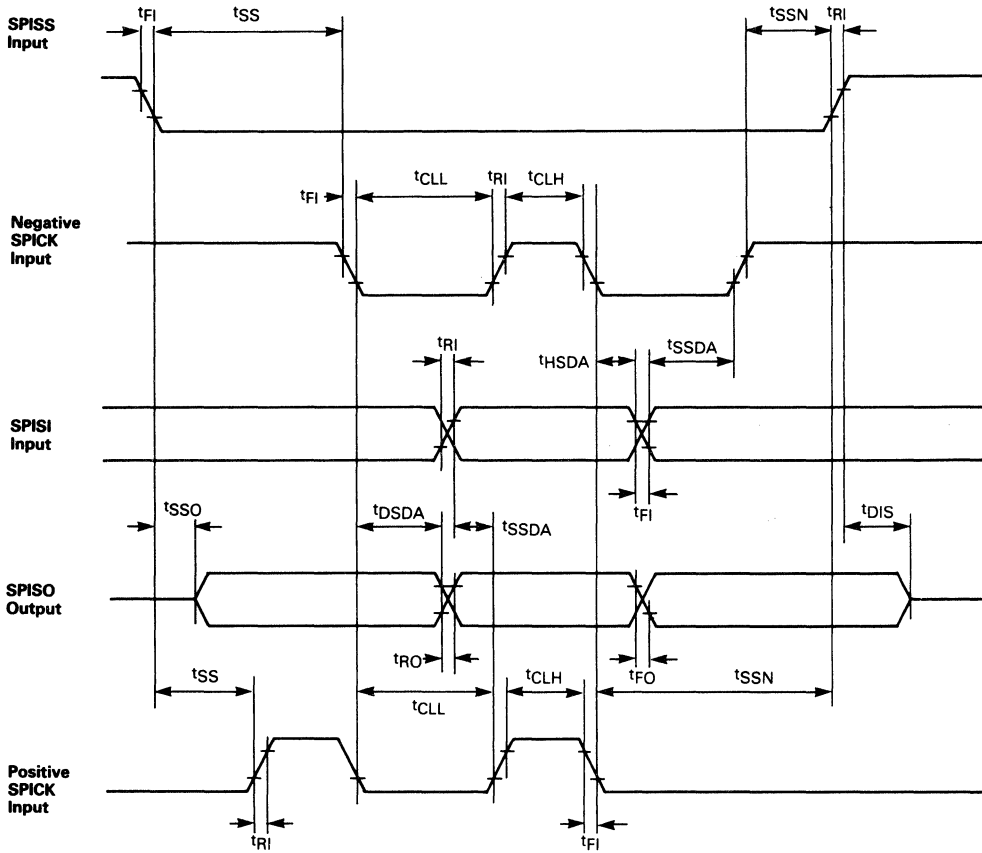 SPISS
Input
tFI
tSS
tSSN
tRI
Negative
SPICK
Input
tFI
tCLL
tRI
tCLH
SPISI
Input
tRI
tHSDA
tSSDA
tFI
SPISO
Output
tSSO
tDSDA
tSSDA
tDIS
tRO
tFO
tSS
tCLL
tCLH
tSSN
Positive
SPICK
Input
tRI
tFI